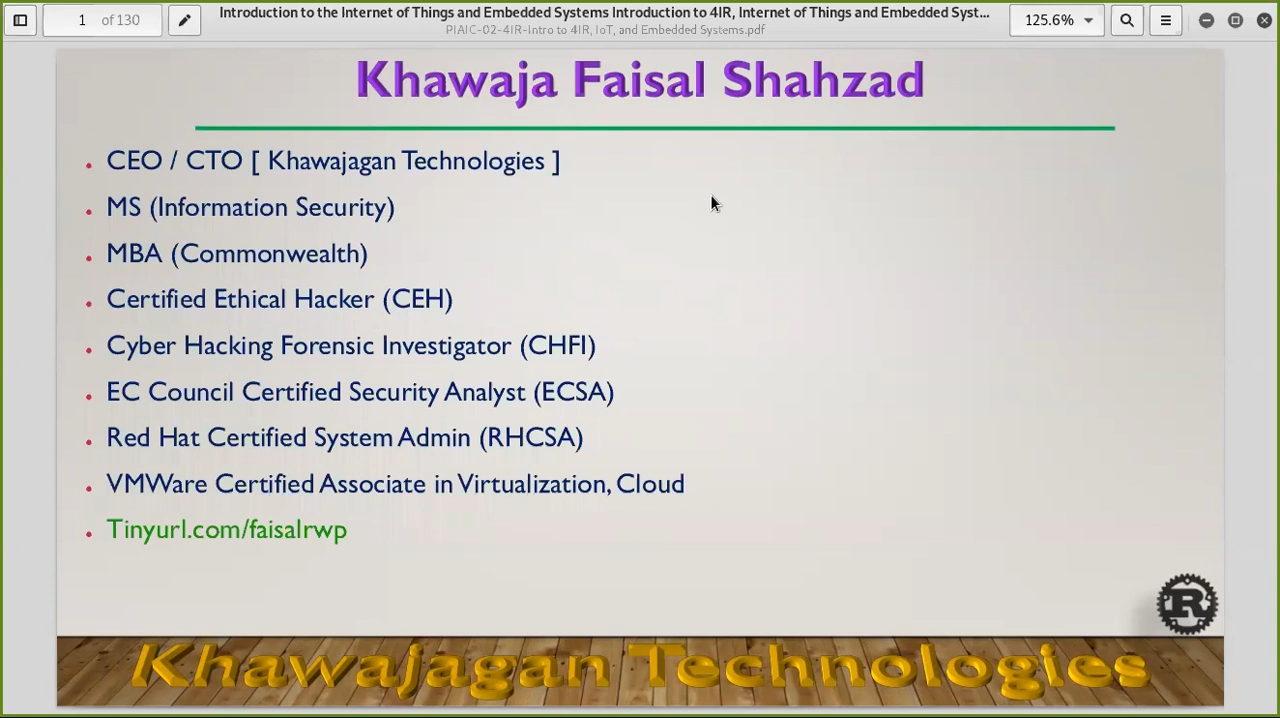 1 of 130
Introduction to the Internet of Things and Embedded Systems Introduction to 4IR, Internet of Things and Embedded Syst...
PIAIC-02-4IR-Intro to 4IR, IoT, and Embedded Systems.pdf
125.6%
Khawaja Faisal Shahzad
• CEO / CTO [ Khawajagan Technologies ]
• MS (Information Security)
• MBA (Commonwealth)
• Certified Ethical Hacker (CEH)
• Cyber Hacking Forensic Investigator (CHFI)
• EC Council Certified Security Analyst (ECSA)
• Red Hat Certified System Admin (RHCSA)
• VMWare Certified Associate in Virtualization, Cloud
• Tinyurl.com/faisalrwp
R
Khawajagan Technologies